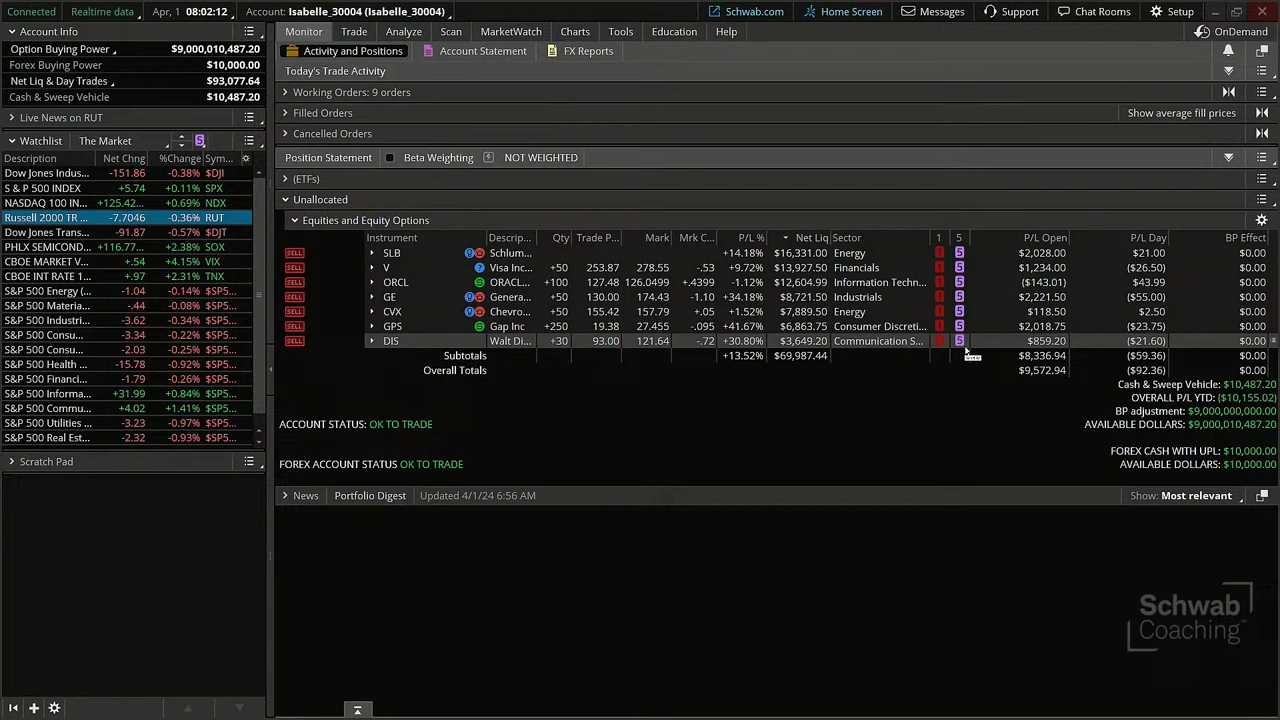 Connected Realtime data Apr, 1 08:02:12 Account: Isabelle_30004 (Isabelle_30004) Schwab.com Home Screen Messages Support Chat Rooms Setup
Account Info
Option Buying Power $9,000,010,487.20
Forex Buying Power $10,000.00
Net Liq & Day Trades $93,077.64
Cash & Sweep Vehicle $10,487.20
Live News on RUT
Watchlist The Market 5
Description Net Chng %Change Sym...
Dow Jones Indus... -151.86 -0.38% $DJI
S & P 500 INDEX +5.74 +0.11% SPX
NASDAQ 100 IN... +125.42... +0.69% NDX
Russell 2000 TR ... -7.7046 -0.36% RUT
Dow Jones Trans... -91.87 -0.57% $DJT
PHLX SEMICOND... +116.77... +2.38% SOX
CBOE MARKET V... +.54 +4.15% VIX
CBOE INT RATE 1... +.97 +2.31% TNX
S&P 500 Energy (... -1.04 -0.14% $SP5...
S&P 500 Materia... -.44 -0.08% $SP5...
S&P 500 Industri... -3.62 -0.34% $SP5...
S&P 500 Consu... -3.34 -0.22% $SP5...
S&P 500 Consu... -2.03 -0.25% $SP5...
S&P 500 Health ... -15.78 -0.92% $SP5...
S&P 500 Financi... -1.79 -0.26% $SP5...
S&P 500 Informa... +31.99 +0.84% $SP5...
S&P 500 Commu... +4.02 +1.41% $SP5...
S&P 500 Utilities ... -3.23 -0.97% $SP5...
S&P 500 Real Est... -2.32 -0.93% $SP5...
Scratch Pad
Monitor Trade Analyze Scan MarketWatch Charts Tools Education Help OnDemand
Activity and Positions Account Statement FX Reports
Today's Trade Activity
Working Orders: 9 orders
Filled Orders Show average fill prices
Cancelled Orders
Position Statement Beta Weighting NOT WEIGHTED
(ETFs)
Unallocated
Equities and Equity Options
Instrument Descrip... Qty Trade P... Mark Mrk C... P/L % Net Liq Sector 1 5 P/L Open P/L Day BP Effect
SELL SLB Schlum... +14.18% $16,331.00 Energy 1 5 $2,028.00 $21.00 $0.00
SELL V ? Visa Inc... +50 253.87 278.55 -.53 +9.72% $13,927.50 Financials 1 5 $1,234.00 ($26.50) $0.00
SELL ORCL ORACL... +100 127.48 126.0499 +.4399 -1.12% $12,604.99 Information Techn... 1 5 ($143.01) $43.99 $0.00
SELL GE Genera... +50 130.00 174.43 -1.10 +34.18% $8,721.50 Industrials 1 5 $2,221.50 ($55.00) $0.00
SELL CVX Chevro... +50 155.42 157.79 +.05 +1.52% $7,889.50 Energy 1 5 $118.50 $2.50 $0.00
SELL GPS Gap Inc +250 19.38 27.455 -.095 +41.67% $6,863.75 Consumer Discreti... 1 5 $2,018.75 ($23.75) $0.00
SELL DIS Walt Di... +30 93.00 121.64 -.72 +30.80% $3,649.20 Communication S... 1 5 $859.20 ($21.60) $0.00
Subtotals +13.52% $69,987.44 $8,336.94 ($59.36) $0.00
Overall Totals $9,572.94 ($92.36) $0.00
Cash & Sweep Vehicle: $10,487.20
OVERALL P/L YTD: ($10,155.02)
BP adjustment: $9,000,000,000.00
ACCOUNT STATUS: OK TO TRADE AVAILABLE DOLLARS: $9,000,010,487.20
FOREX CASH WITH UPL: $10,000.00
FOREX ACCOUNT STATUS OK TO TRADE AVAILABLE DOLLARS: $10,000.00
News Portfolio Digest Updated 4/1/24 6:56 AM Show: Most relevant
Schwab
Coaching